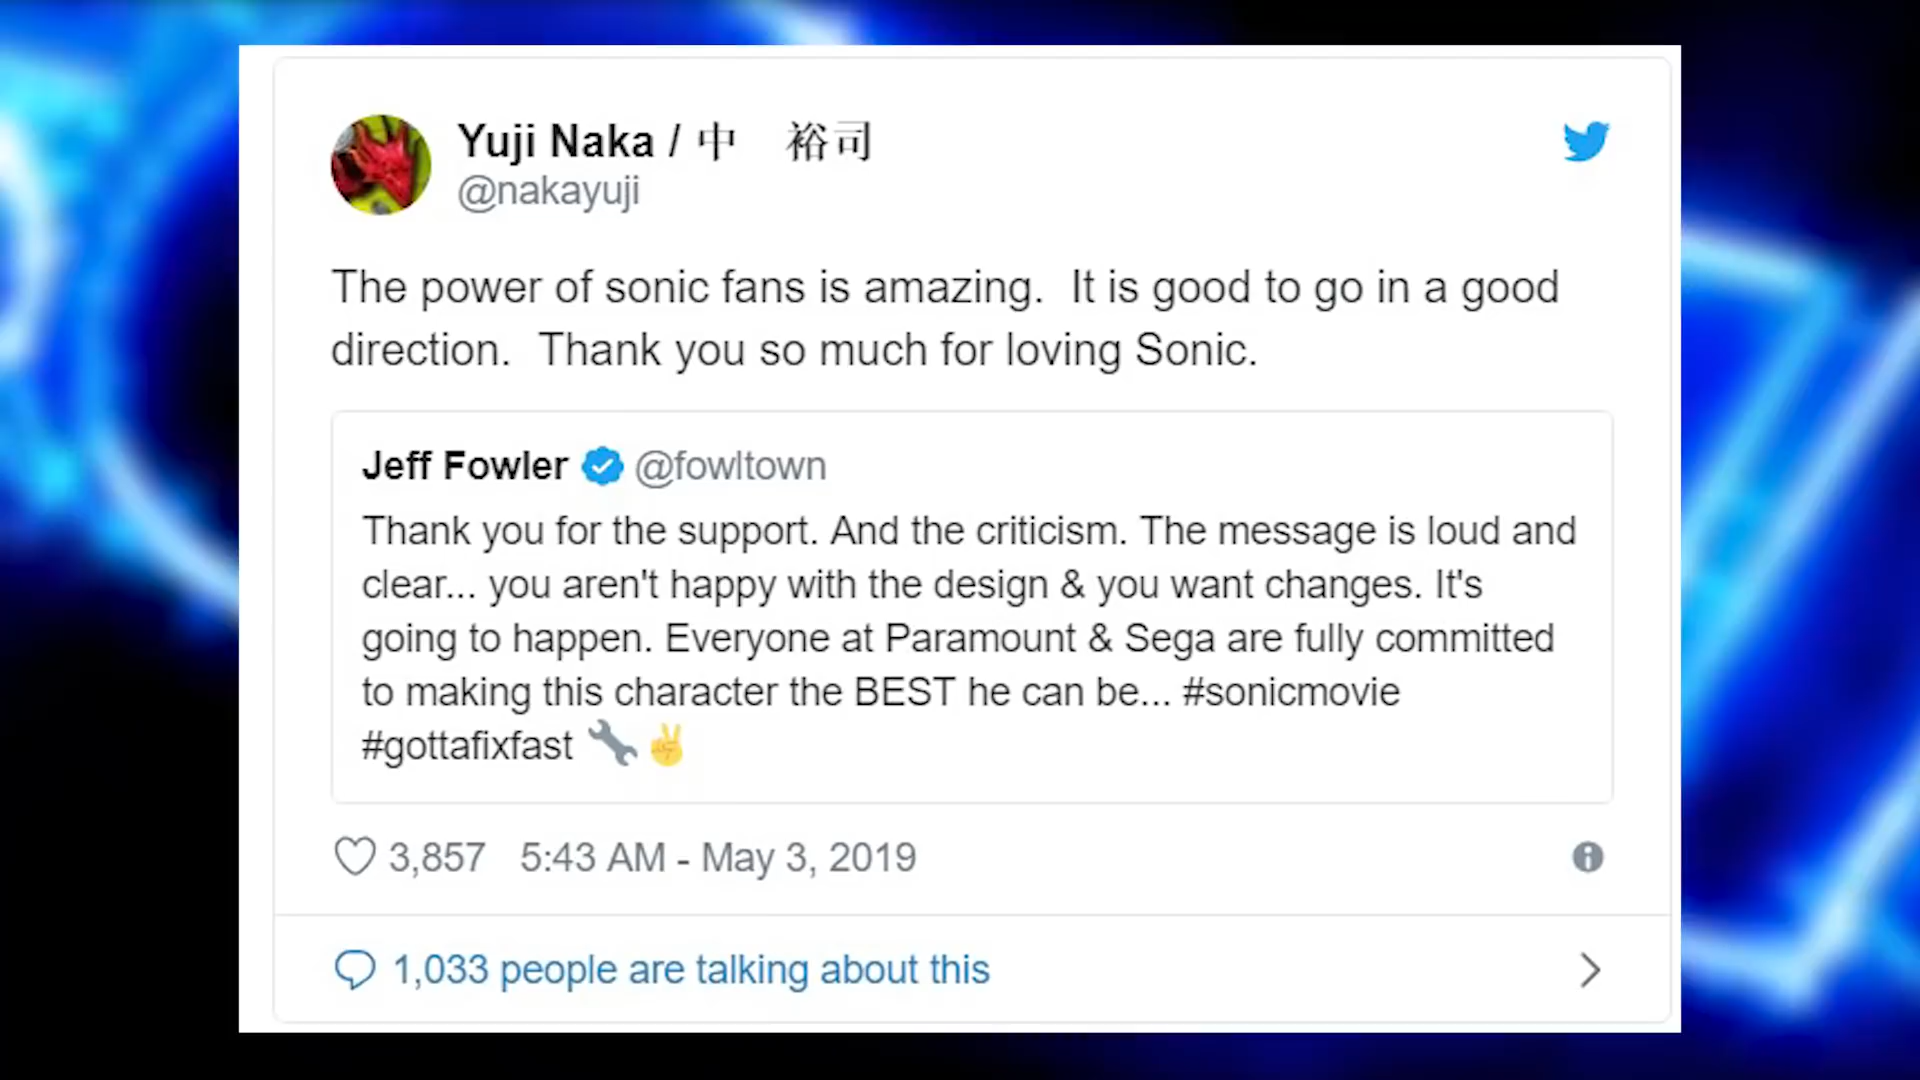 Yuji Naka / 中　裕司
@nakayuji
The power of sonic fans is amazing.  It is good to go in a good
direction.  Thank you so much for loving Sonic.
Jeff Fowler @fowltown
Thank you for the support. And the criticism. The message is loud and
clear... you aren't happy with the design & you want changes. It's
going to happen. Everyone at Paramount & Sega are fully committed
to making this character the BEST he can be... #sonicmovie
#gottafixfast 🔧✌
3,857 5:43 AM - May 3, 2019
1,033 people are talking about this